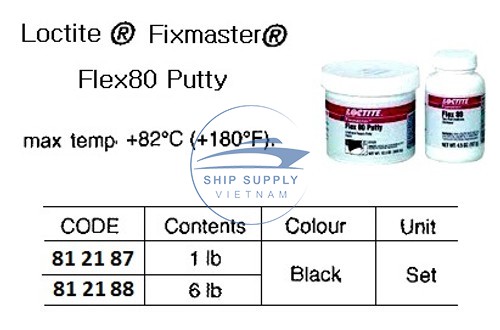 Loctite ® Fixmaster®
Flex80 Putty
max temp. +82°C (+180°F).
LOCTITE
Fixmaster
Flex 80 Putty
LOCTITE
Flex 80
SHIP SUPPLY
VIETNAM
CODE Contents Colour Unit
81 21 87 1 lb Black Set
81 21 88 6 lb